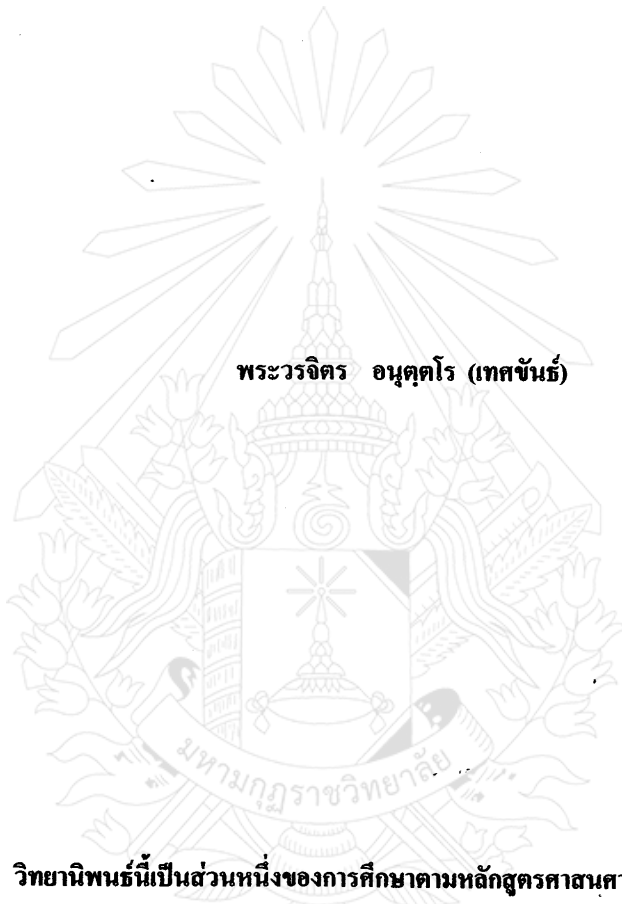 พระวรจิตร อนุตฺตโร (เทศขันธ์)
มหามกุฏราชวิทยาลัย
วิทยานิพนธ์นี้เป็นส่วนหนึ่งของการศึกษาตามหลักสูตรศาสนศา